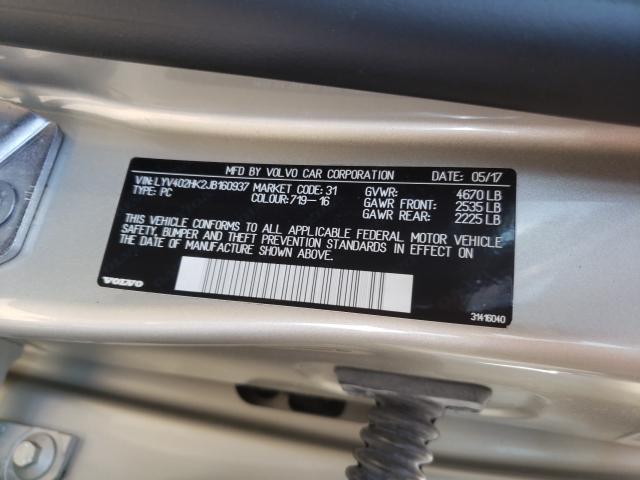 MFD BY VOLVO CAR CORPORATION DATE: 05/17
VIN: LYV402HK2JB160937 MARKET CODE: 31 GVWR: 4670 LB
TYPE: PC COLOUR: 719-16 GAWR FRONT: 2535 LB
GAWR REAR: 2225 LB
THIS VEHICLE CONFORMS TO ALL APPLICABLE FEDERAL MOTOR VEHICLE
SAFETY, BUMPER AND THEFT PREVENTION STANDARDS IN EFFECT ON
THE DATE OF MANUFACTURE SHOWN ABOVE.
VOLVO
31416040